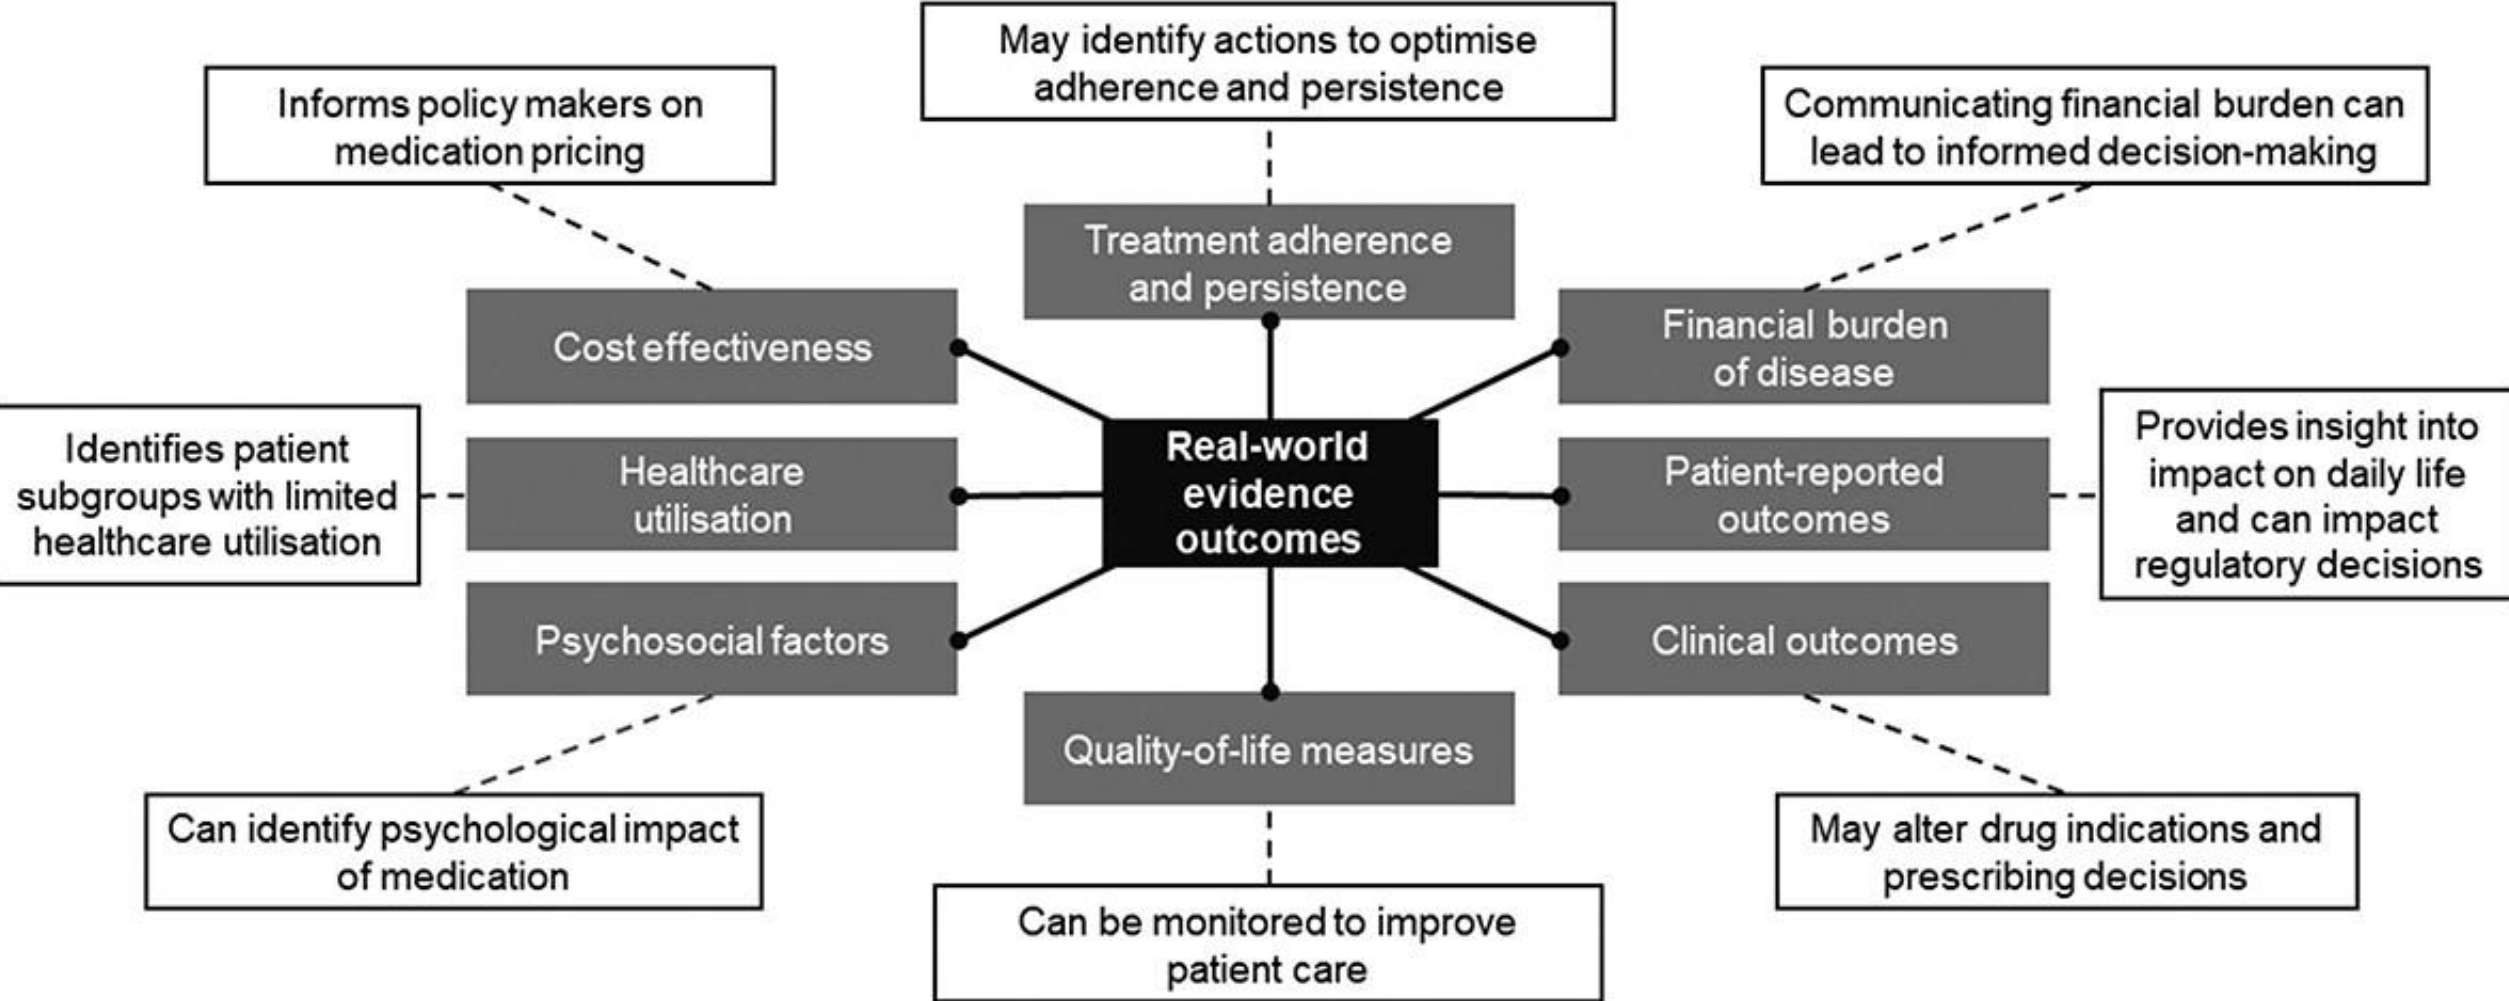 May identify actions to optimise
adherence and persistence
Informs policy makers on
medication pricing
Communicating financial burden can
lead to informed decision-making
Treatment adherence
and persistence
Cost effectiveness
Financial burden
of disease
Identifies patient
subgroups with limited
healthcare utilisation
Healthcare
utilisation
Real-world
evidence
outcomes
Patient-reported
outcomes
Provides insight into
impact on daily life
and can impact
regulatory decisions
Psychosocial factors
Clinical outcomes
Quality-of-life measures
Can identify psychological impact
of medication
May alter drug indications and
prescribing decisions
Can be monitored to improve
patient care